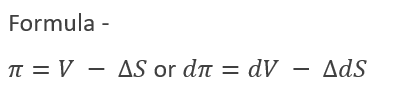 Formula -
𝜋 = 𝑉 − Δ𝑆 or 𝑑𝜋 = 𝑑𝑉 − Δ𝑑𝑆